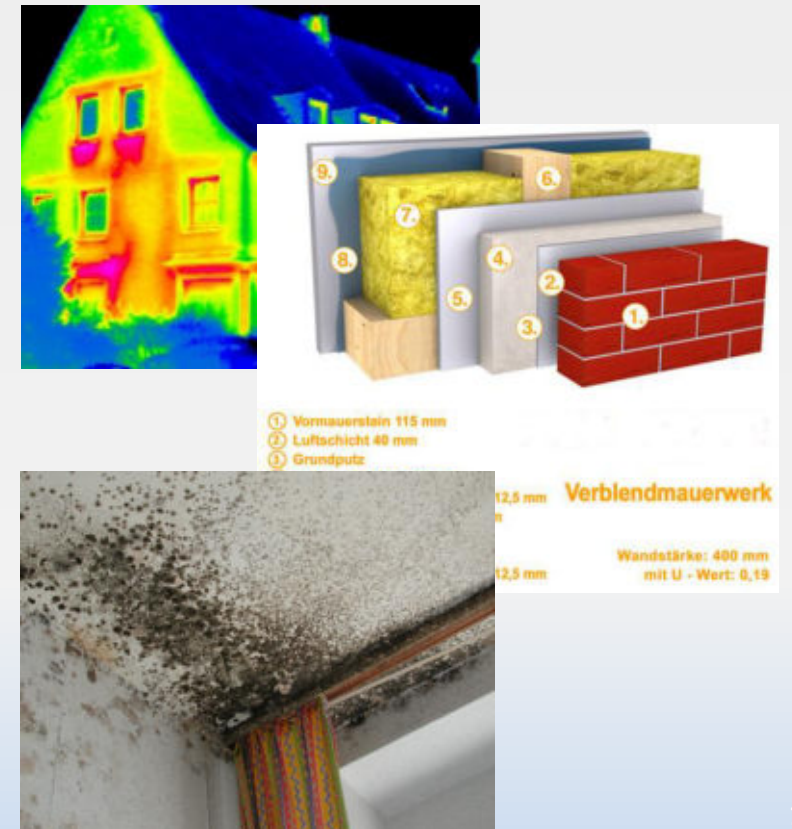 9.
6.
7.
4.
8.
2.
5.
1.
3.
1 Vormauerstain 115 mm
2 Luftschicht 40 mm
3 Grundputz
12,5 mm
Verblendmauerwerk
Wandstärke: 400 mm
12,5 mm
mit U - Wert: 0,19